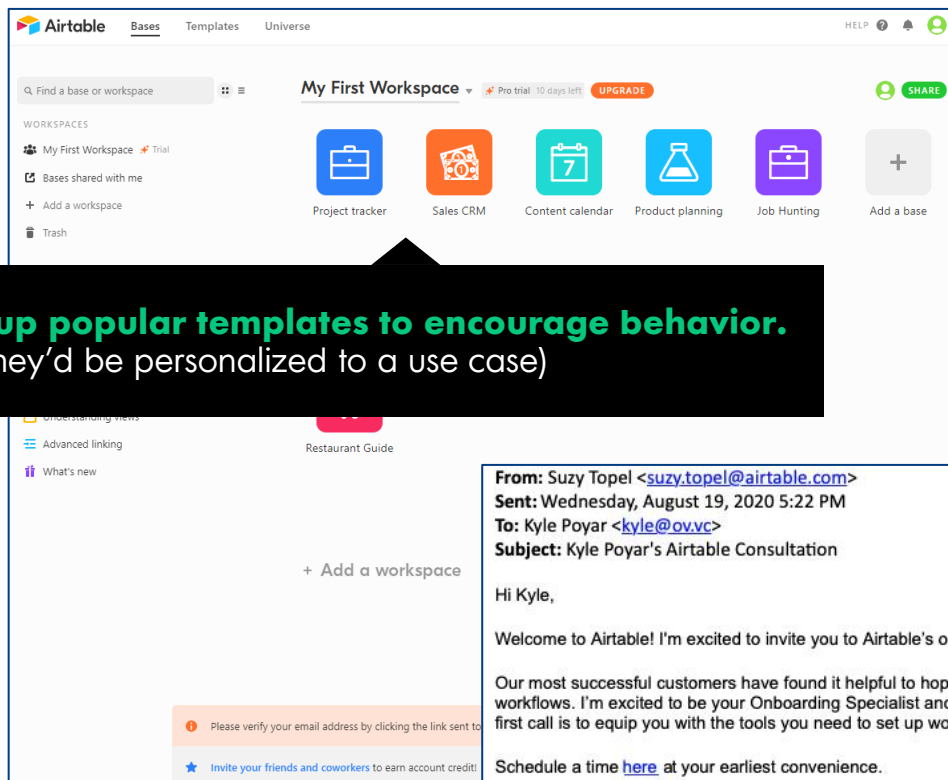 Airtable Bases Templates Universe HELP
Find a base or workspace
My First Workspace Pro trial 10 days left UPGRADE SHARE
WORKSPACES
My First Workspace Trial
Bases shared with me
+ Add a workspace
Trash
7
Project tracker Sales CRM Content calendar Product planning Job Hunting Add a base
up popular templates to encourage behavior.
hey'd be personalized to a use case)
Understanding views
Advanced linking
What's new
Restaurant Guide
+ Add a workspace
Please verify your email address by clicking the link sent to
Invite your friends and coworkers to earn account credit!
From: Suzy Topel <suzy.topel@airtable.com>
Sent: Wednesday, August 19, 2020 5:22 PM
To: Kyle Poyar <kyle@ov.vc>
Subject: Kyle Poyar's Airtable Consultation
Hi Kyle,
Welcome to Airtable! I'm excited to invite you to Airtable's o
Our most successful customers have found it helpful to hop
workflows. I'm excited to be your Onboarding Specialist and
first call is to equip you with the tools you need to set up wo
Schedule a time here at your earliest convenience.